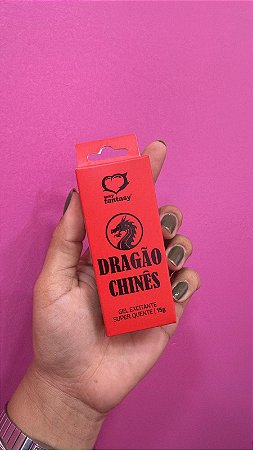 sexy
fantasy
DRAGÃO
CHINÊS
GEL EXCITANTE
SUPER QUENTE / 15g